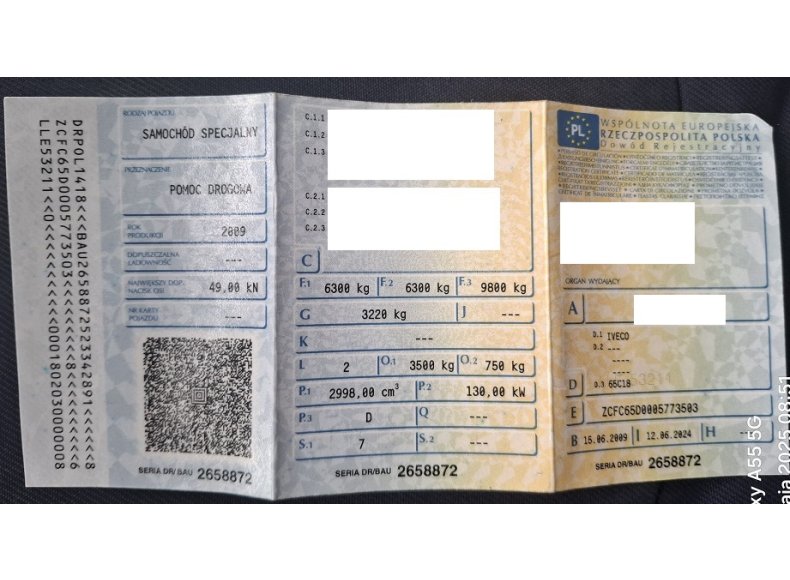 DRPOL1418<<BAU26588725233428 91<<<<<8
ZCFC65D0005773503<<<<<<<<<<<<<<<<6
LLE53211<<0<<<<<<<0001802030000008
RODZAJ POJAZDU
SAMOCHÓD SPECJALNY
PRZEZNACZENIE
POMOC DROGOWA
ROK PRODUKCJI 2009
DOPUSZCZALNA ŁADOWNOŚĆ ---
NAJWIĘKSZY DOP. NACISK OSI 49,00 kN
NR KARTY POJAZDU ---
SERIA DR/BAU 2658872
C.1.1
C.1.2
C.1.3
C.2.1
C.2.2
C.2.3
C
F.1 6300 kg F.2 6300 kg F.3 9800 kg
G 3220 kg J ---
K ---
L 2 O.1 3500 kg O.2 750 kg
P.1 2998,00 cm³ P.2 130,00 kW
P.3 D Q ---
S.1 7 S.2 ---
SERIA DR/BAU 2658872
PL
WSPÓLNOTA EUROPEJSKA
RZECZPOSPOLITA POLSKA
Dowód Rejestracyjny
ORGAN WYDAJĄCY
A
D.1 IVECO
D.2 ---
----
----
D D.3 65C18
E ZCFC65D0005773503
B 15.06.2009 I 12.06.2024 H ---
SERIA DR/BAU 2658872
xy A55 5G
aja 2025 08:51